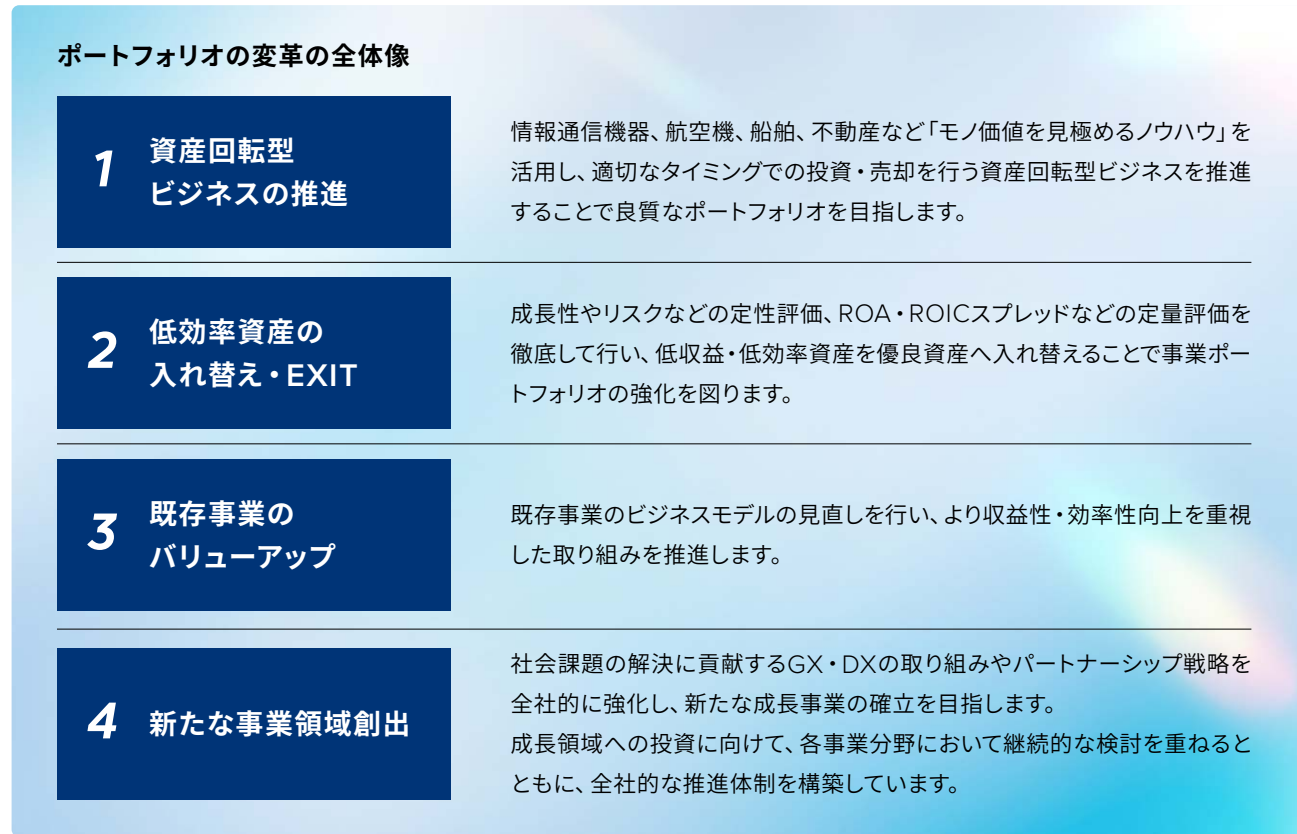 ポートフォリオの変革の全体像
1
資産回転型
ビジネスの推進
情報通信機器、航空機、船舶、不動産など「モノ価値を見極めるノウハウ」を
活用し、適切なタイミングでの投資・売却を行う資産回転型ビジネスを推進
することで良質なポートフォリオを目指します。
2
低効率資産の
入れ替え・EXIT
成長性やリスクなどの定性評価、ROA・ROICスプレッドなどの定量評価を
徹底して行い、低収益・低効率資産を優良資産へ入れ替えることで事業ポー
トフォリオの強化を図ります。
3
既存事業の
バリューアップ
既存事業のビジネスモデルの見直しを行い、より収益性・効率性向上を重視
した取り組みを推進します。
4
新たな事業領域創出
社会課題の解決に貢献するGX・DXの取り組みやパートナーシップ戦略を
全社的に強化し、新たな成長事業の確立を目指します。
成長領域への投資に向けて、各事業分野において継続的な検討を重ねると
ともに、全社的な推進体制を構築しています。